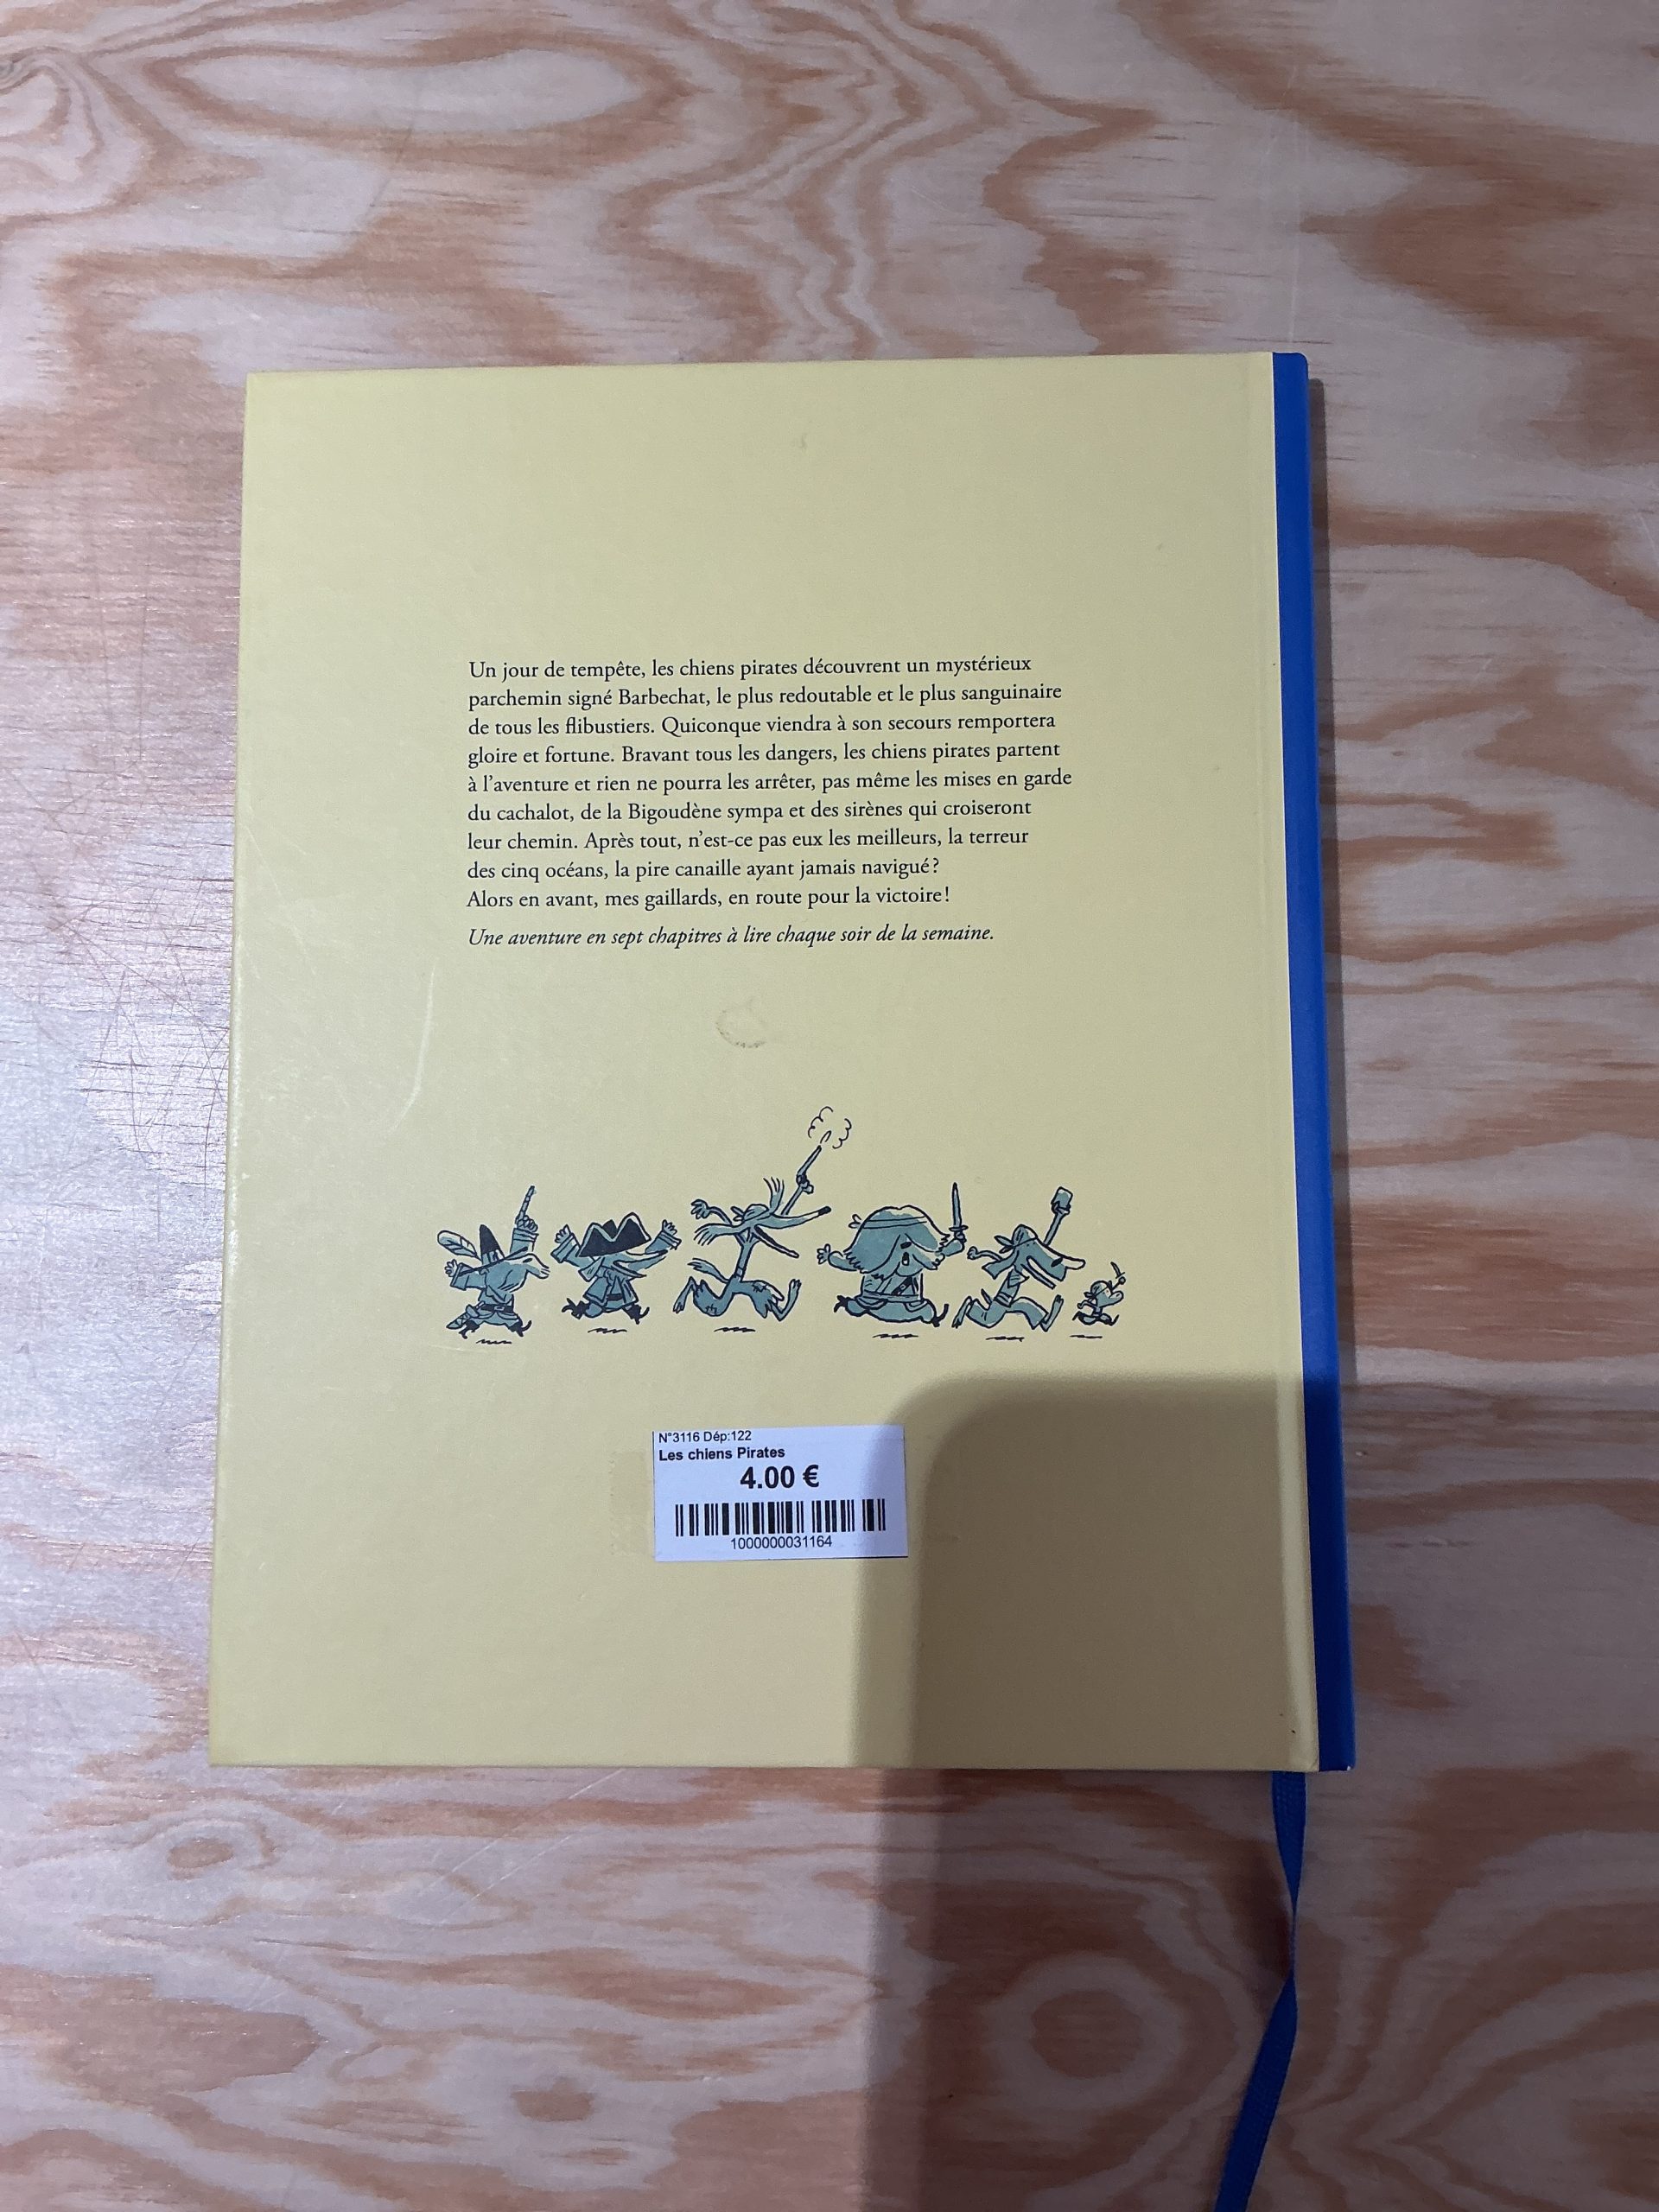 Un jour de tempête, les chiens pirates découvrent un mystérieux
parchemin signé Barbechat, le plus redoutable et le plus sanguinaire
de tous les flibustiers. Quiconque viendra à son secours remportera
gloire et fortune. Bravant tous les dangers, les chiens pirates partent
à l'aventure et rien ne pourra les arrêter, pas même les mises en garde
du cachalot, de la Bigoudène sympa et des sirènes qui croiseront
leur chemin. Après tout, n'est-ce pas eux les meilleurs, la terreur
des cinq océans, la pire canaille ayant jamais navigué ?
Alors en avant, mes gaillards, en route pour la victoire !
Une aventure en sept chapitres à lire chaque soir de la semaine.
N°3116 Dép:122
Les chiens Pirates
4.00 €
1000000031164